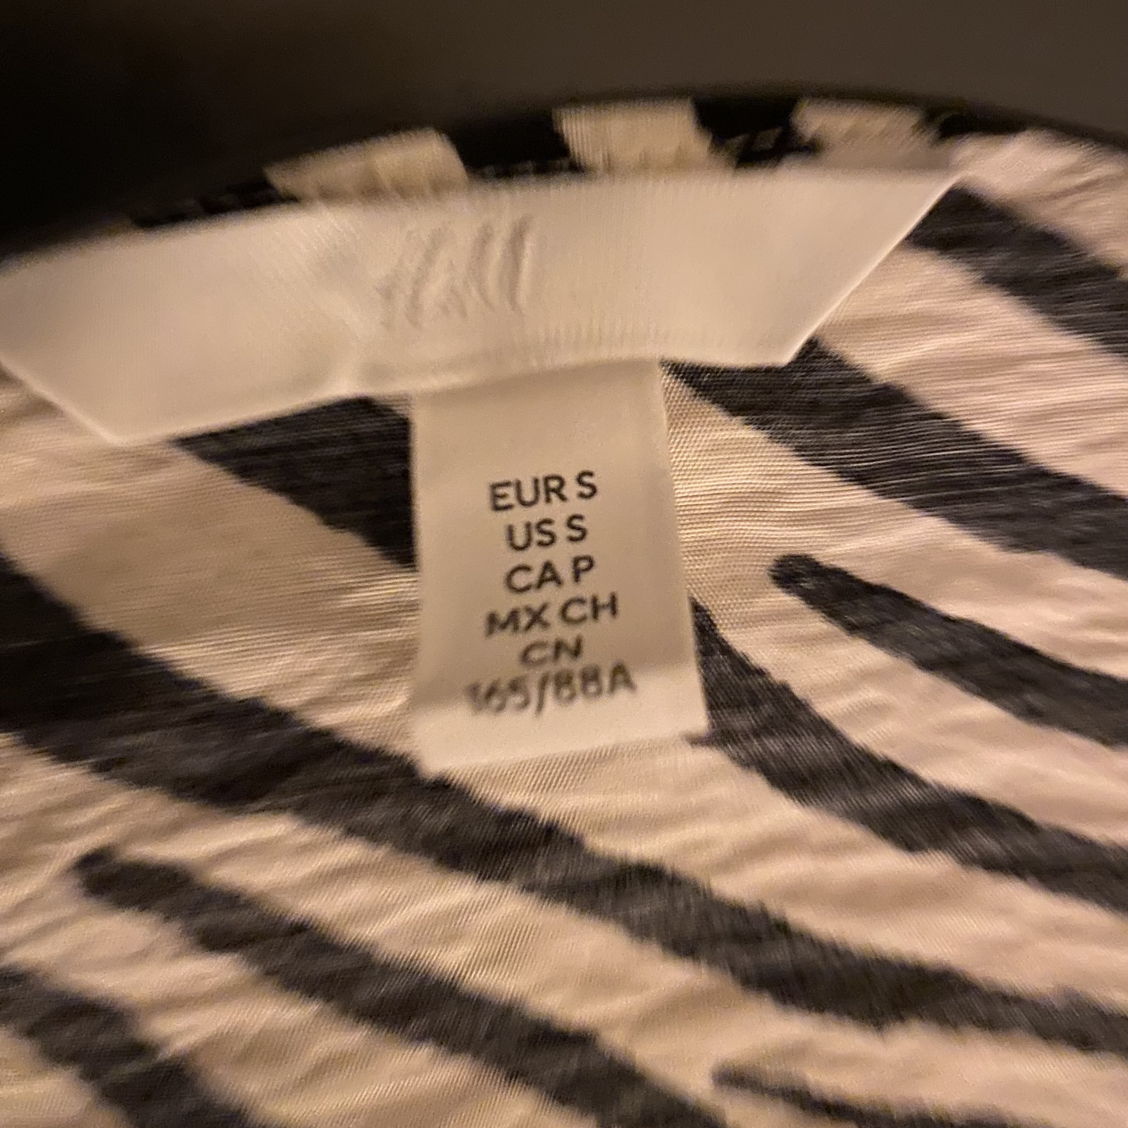 EUR S
US S
CA P
MX CH
CN
165/88A